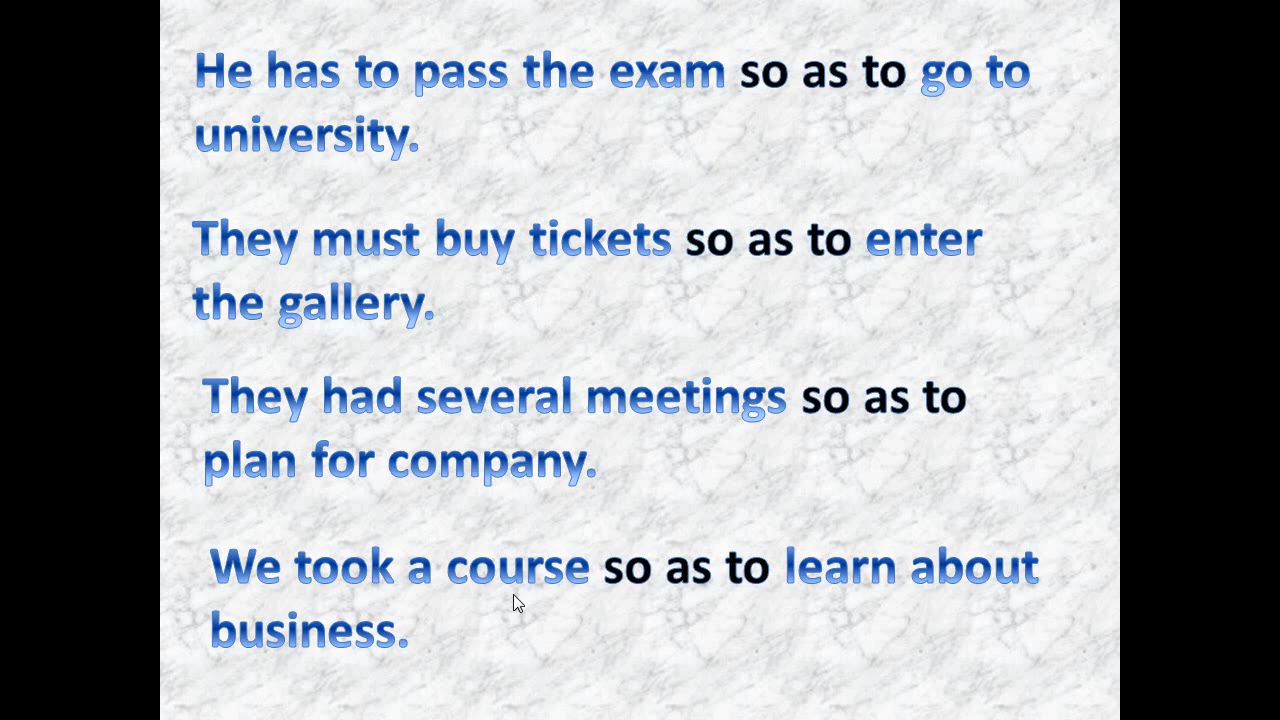 He has to pass the exam so as to go to
university.
They must buy tickets so as to enter
the gallery.
They had several meetings so as to
plan for company.
We took a course so as to learn about
business.